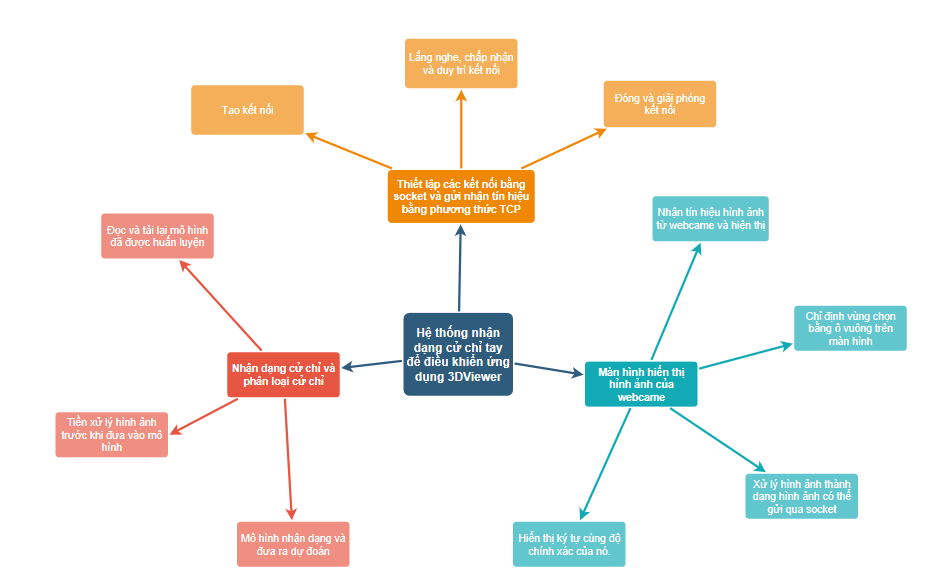 Lắng nghe, chấp nhận
và duy trì kết nối
Tạo kết nối
Đóng và giải phóng
kết nối
Thiết lập các kết nối bằng
socket và gửi nhận tín hiệu
bằng phương thức TCP
Nhận tín hiệu hình ảnh
từ webcame và hiện thị
Đọc và tải lại mô hình
đã được huấn luyện
Chỉ định vùng chọn
bằng ô vuông trên
màn hình
Hệ thống nhận
dạng cử chỉ tay
để điều khiển ứng
dụng 3DViewer
Nhận dạng cử chỉ và
phân loại cử chỉ
Màn hình hiển thị
hình ảnh của
webcame
Tiền xử lý hình ảnh
trước khi đưa vào mô
hình
Xử lý hình ảnh thành
dạng hình ảnh có thể
gửi qua socket
Mô hình nhận dạng và
đưa ra dự đoán
Hiển thị ký tự cùng độ
chính xác của nó.